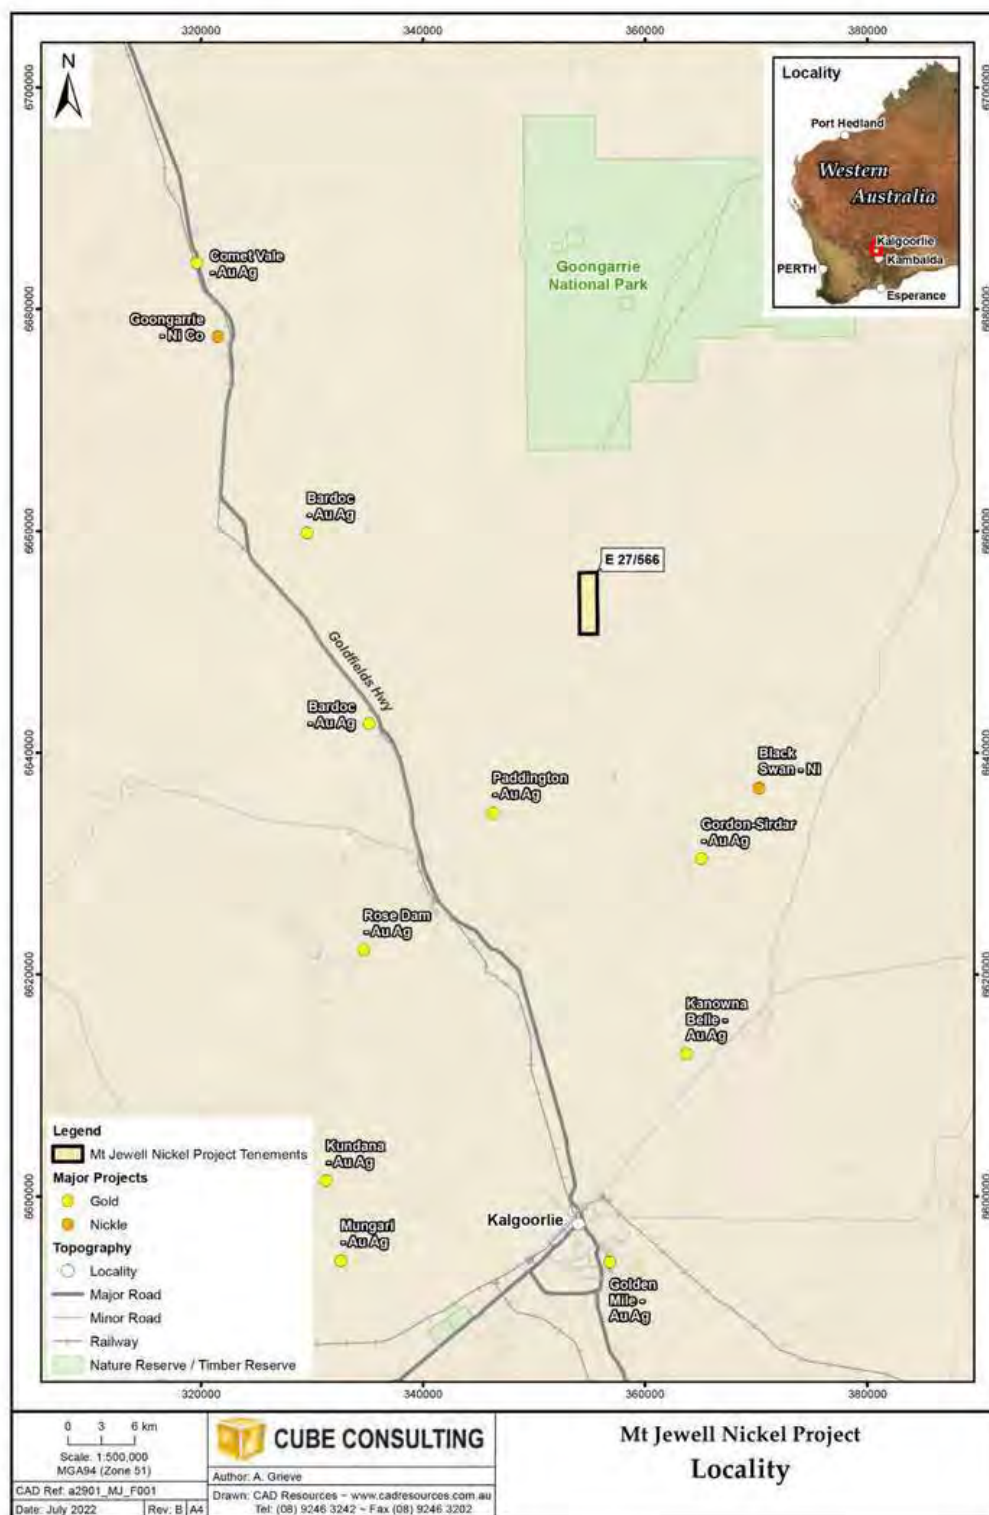 320000
340000
360000
380000
6700000
6700000
N
Locality
Port Hedland
Western
Australia
Kalgoorlie
Kambalda
PERTH
Esperance
Comet Vale
- Au Ag
Goongarrie
National Park
6680000
6680000
Goongarrie
- Ni Co
Bardoc
- Au Ag
6660000
6660000
E 27/566
Goldfields Hwy
Bardoc
- Au Ag
6640000
6640000
Black
Swan - Ni
Paddington
- Au Ag
Gordon-Sirdar
- Au Ag
Rose Dam
- Au Ag
6620000
6620000
Kanowna
Belle -
Au Ag
Legend
Mt Jewell Nickel Project Tenements
Major Projects
Gold
Nickle
Topography
Locality
Major Road
Minor Road
Railway
Nature Reserve / Timber Reserve
Kundana
- Au Ag
6600000
6600000
Kalgoorlie
Mungari
- Au Ag
Golden
Mile -
Au Ag
320000
340000
360000
380000
0 3 6 km
Scale: 1:500,000
MGA94 (Zone 51)
CAD Ref: a2901_MJ_F001
Date: July 2022
Rev: B
A4
CUBE CONSULTING
Author: A. Grieve
Drawn: CAD Resources ~ www.cadresources.com.au
Tel: (08) 9246 3242 ~ Fax (08) 9246 3202
Mt Jewell Nickel Project
Locality